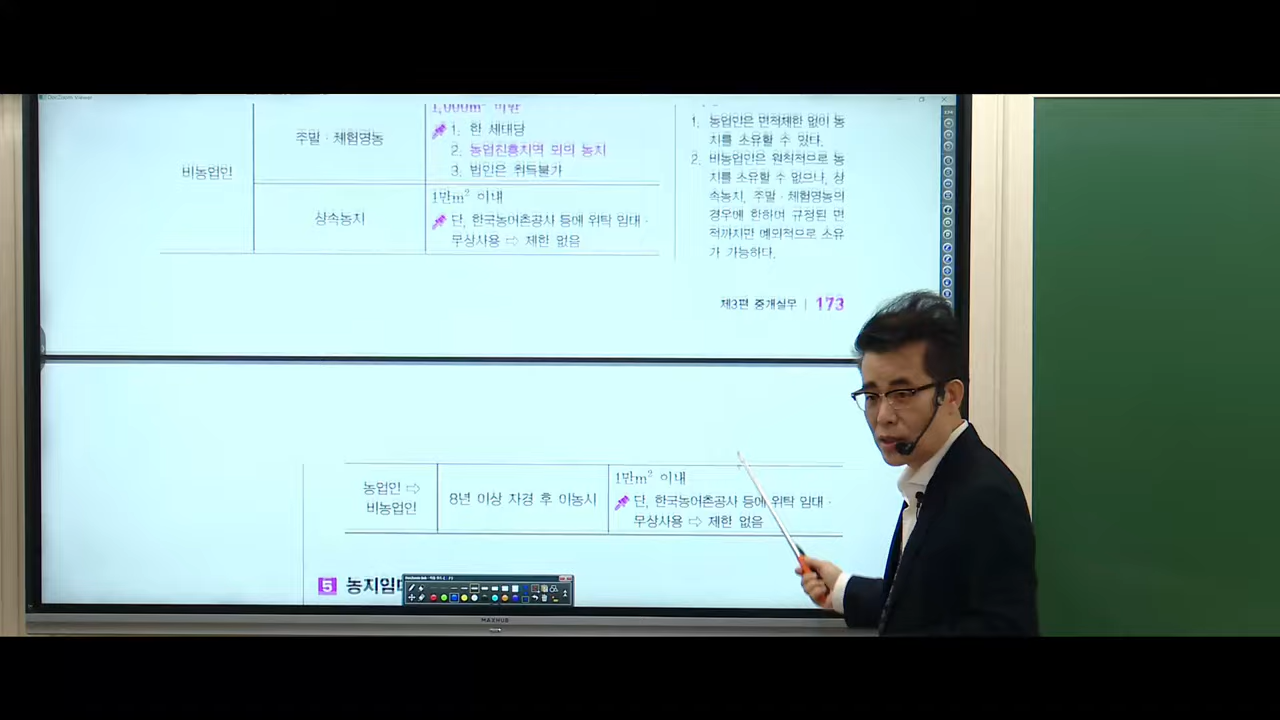 1,000m² 미만
주말·체험영농
1. 한 세대당
2. 농업진흥지역 외의 농지
3. 법인은 취득불가
비농업인
상속농지
1만m² 이내
단, 한국농어촌공사 등에 위탁 임대·
무상사용 ⇨ 제한 없음
1. 농업인은 면적제한 없이 농
지를 소유할 수 있다.
2. 비농업인은 원칙적으로 농
지를 소유할 수 없으나, 상
속농지, 주말·체험영농의
경우에 한하여 규정된 면
적까지만 예외적으로 소유
가 가능하다.
제3편 중개실무 | 173
농업인 ⇨
비농업인
8년 이상 자경 후 이농시
1만m² 이내
단, 한국농어촌공사 등에 위탁 임대·
무상사용 ⇨ 제한 없음
5 농지임대
MAXHUB